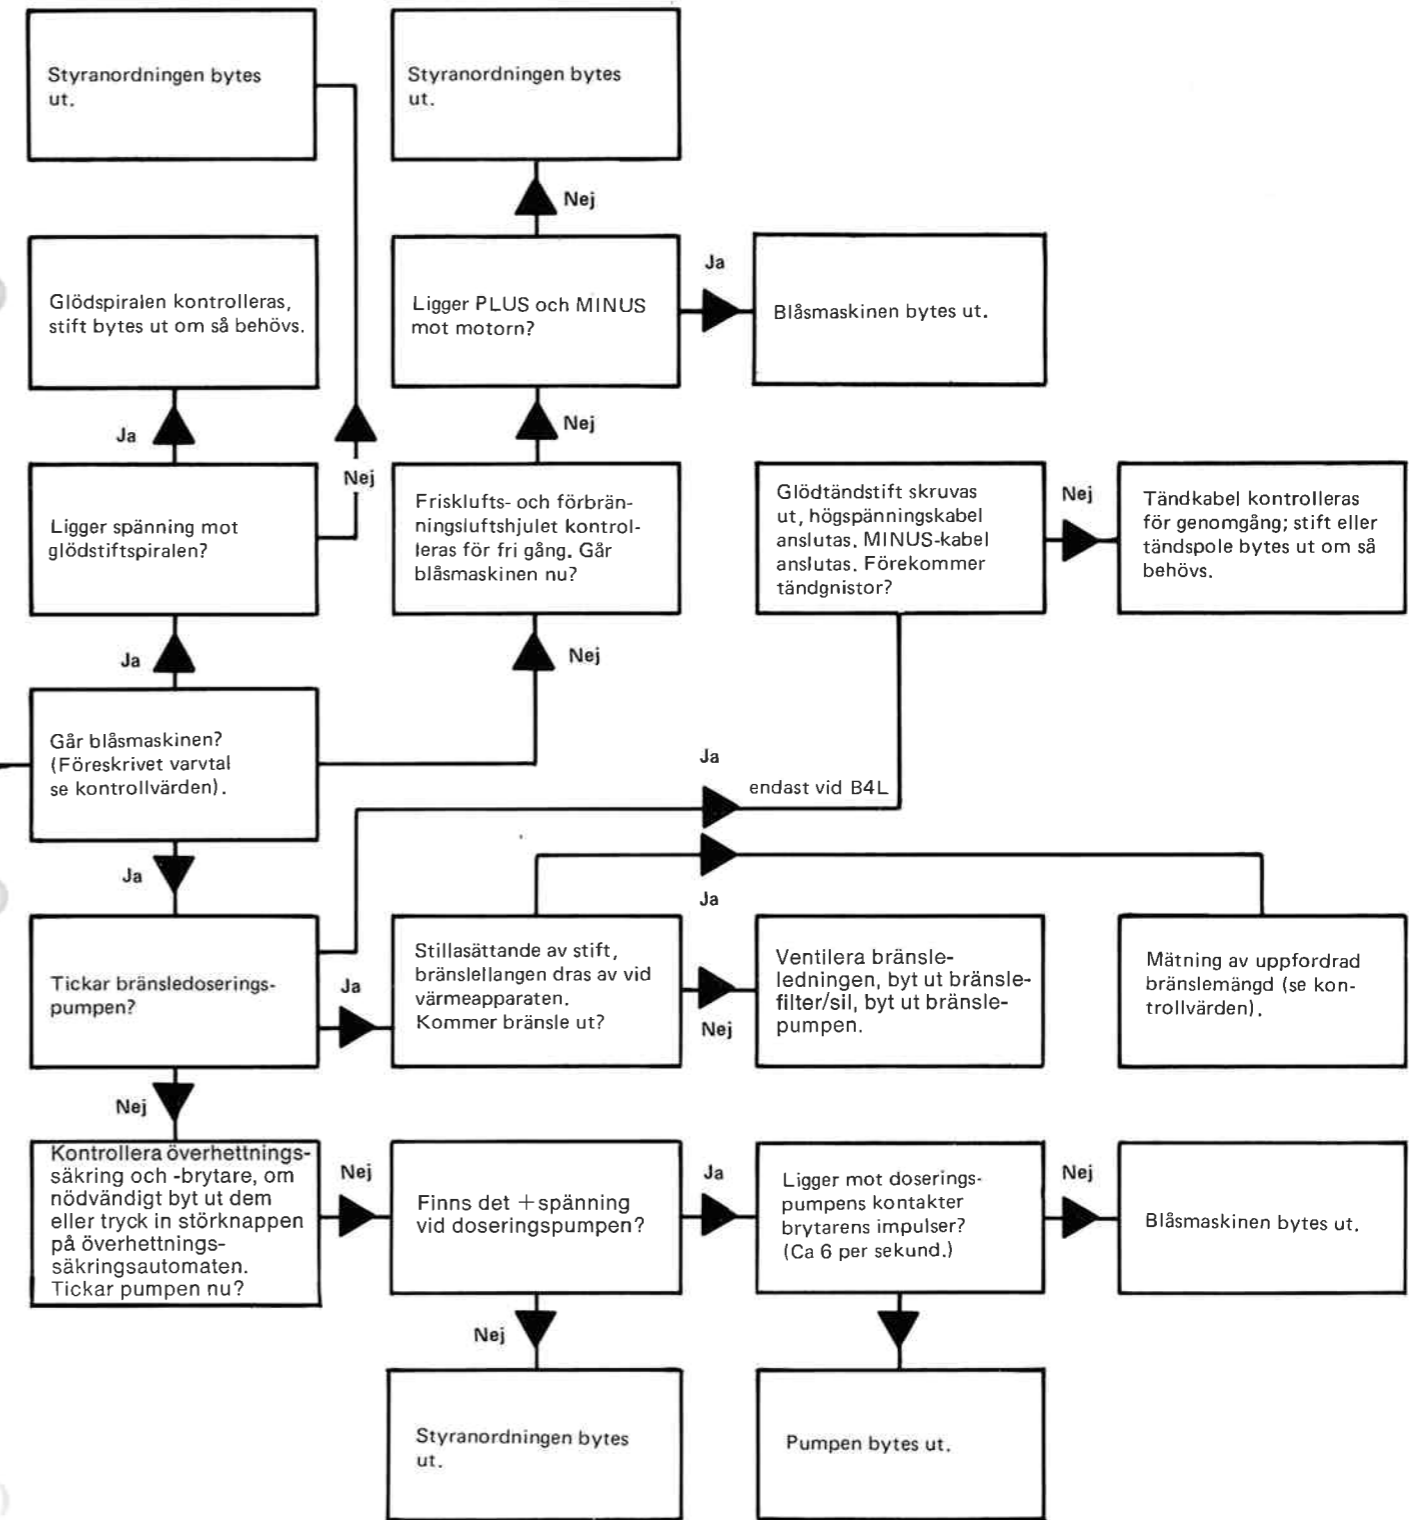 Styranordningen bytes
ut.
Styranordningen bytes
ut.
Nej
Glödspiralen kontrolleras,
stift bytes ut om så behövs.
Ligger PLUS och MINUS
mot motorn?
Ja
Blåsmaskinen bytes ut.
Ja
Nej
Nej
Ligger spänning mot
glödstiftspiralen?
Frisklufts- och förbrän-
ningsluftshjulet kontrol-
leras för fri gång. Går
blåsmaskinen nu?
Glödtändstift skruvas
ut, högspänningskabel
anslutas. MINUS-kabel
anslutas. Förekommer
tändgnistor?
Nej
Tändkabel kontrolleras
för genomgång; stift eller
tändspole bytes ut om så
behövs.
Ja
Nej
Går blåsmaskinen?
(Föreskrivet varvtal
se kontrollvärden).
Ja
endast vid B4L
Ja
Ja
Tickar bränsledoserings-
pumpen?
Ja
Stillasättande av stift,
bränslellangen dras av vid
värmeapparaten.
Kommer bränsle ut?
Nej
Ventilera bränsle-
ledningen, byt ut bränsle-
filter/sil, byt ut bränsle-
pumpen.
Mätning av uppfordrad
bränslemängd (se kon-
trollvärden).
Nej
Kontrollera överhettnings-
säkring och -brytare, om
nödvändigt byt ut dem
eller tryck in störknappen
på överhettnings-
säkringsautomaten.
Tickar pumpen nu?
Nej
Finns det +spänning
vid doseringspumpen?
Ja
Ligger mot doserings-
pumpens kontakter
brytarens impulser?
(Ca 6 per sekund.)
Nej
Blåsmaskinen bytes ut.
Nej
Styranordningen bytes
ut.
Pumpen bytes ut.